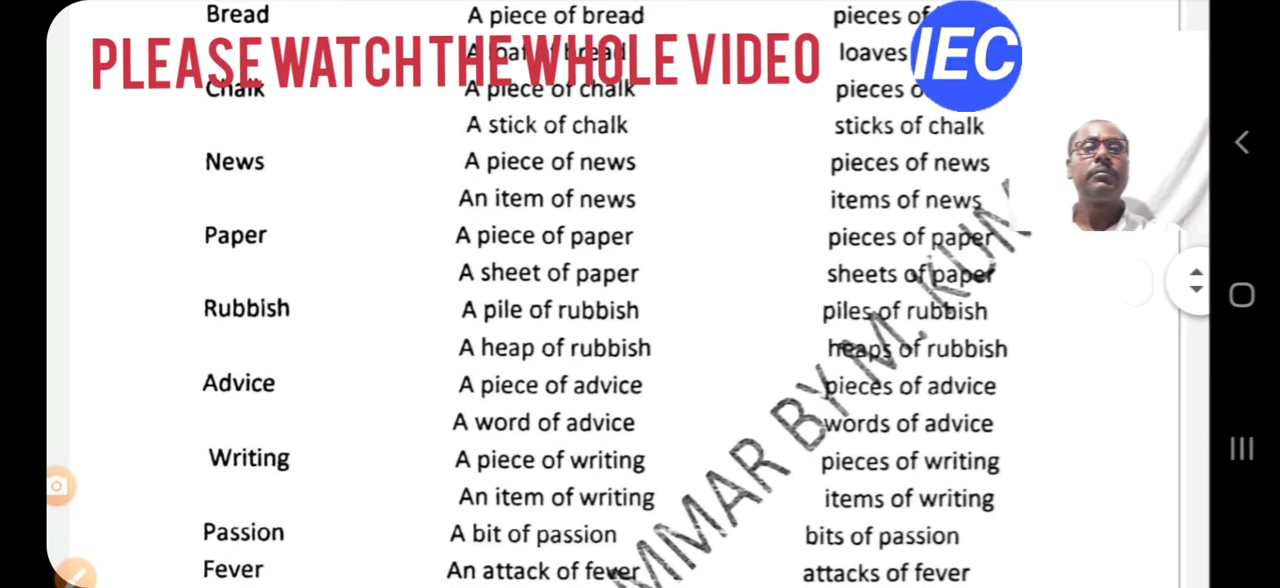 Bread A piece of bread pieces of
PLEASE WATCH THE WHOLE VIDEO
IEC
A loaf of bread loaves
Chalk A piece of chalk pieces
A stick of chalk sticks of chalk
News A piece of news pieces of news
An item of news items of news
Paper A piece of paper pieces of paper
A sheet of paper sheets of paper
Rubbish A pile of rubbish piles of rubbish
A heap of rubbish heaps of rubbish
Advice A piece of advice pieces of advice
A word of advice words of advice
Writing A piece of writing pieces of writing
An item of writing items of writing
Passion A bit of passion bits of passion
Fever An attack of fever attacks of fever
BY M.